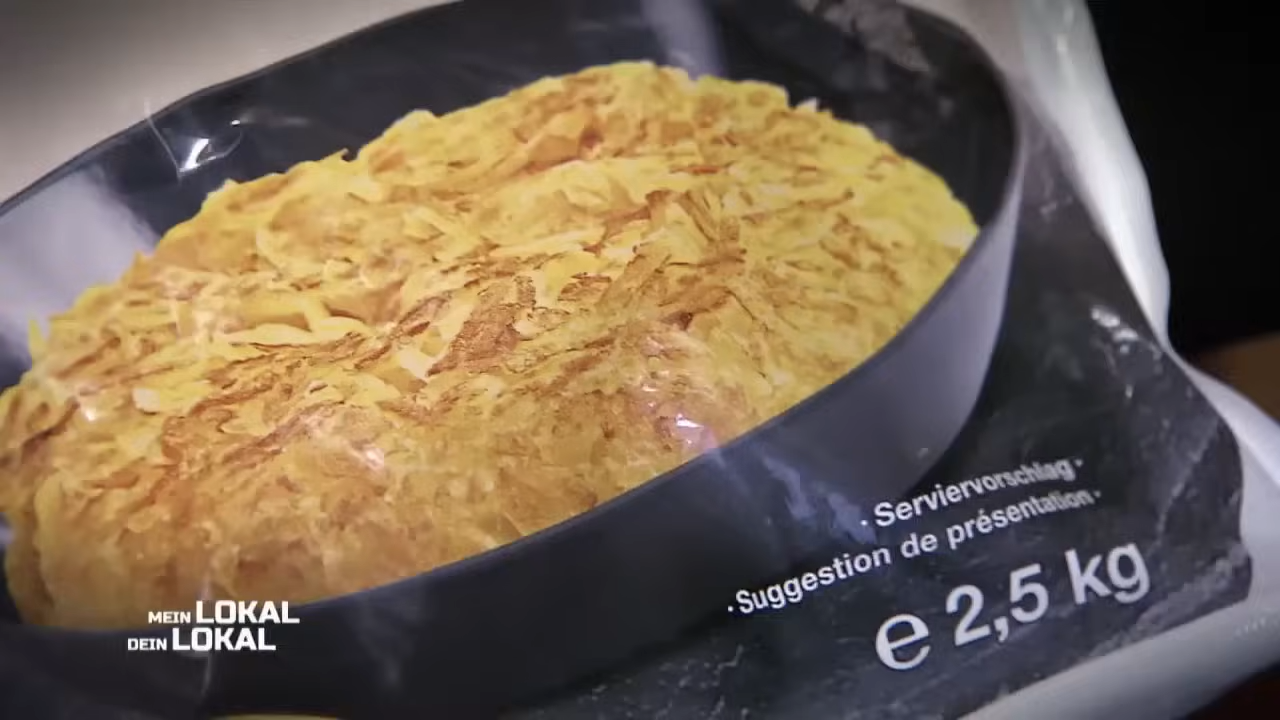 · Serviervorschlag ·
· Suggestion de présentation ·
e 2,5 kg
MEIN LOKAL
DEIN LOKAL